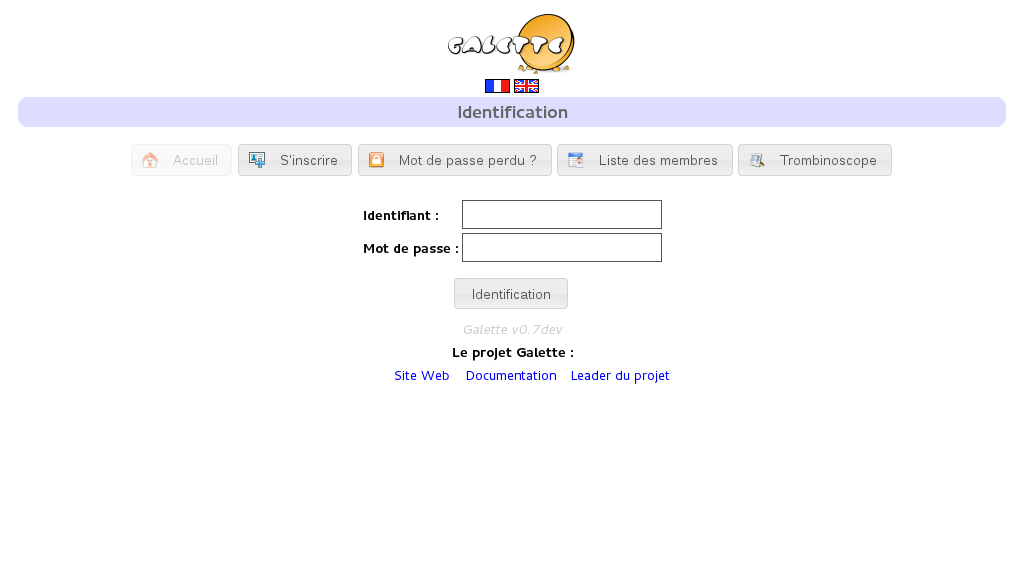 GALETTE
Identification
Accueil S'inscrire Mot de passe perdu ? Liste des membres Trombinoscope
Identifiant :
Mot de passe :
Identification
Galette v0.7dev
Le projet Galette :
Site Web Documentation Leader du projet